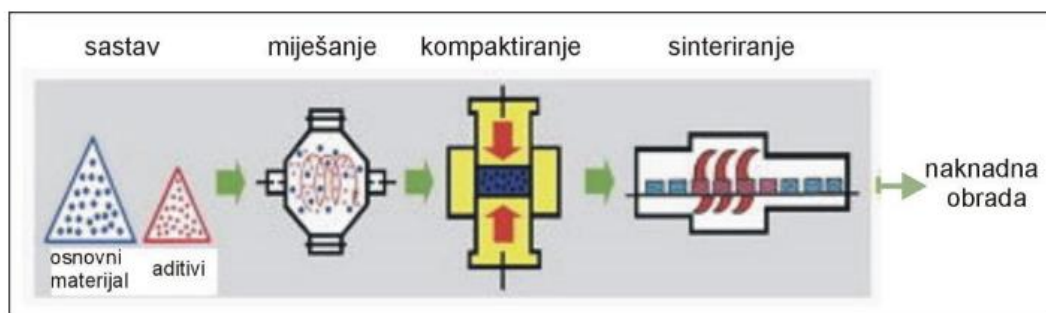 sastav
miješanje
kompaktiranje
sinteriranje
osnovni
materijal
aditivi
naknadna
obrada